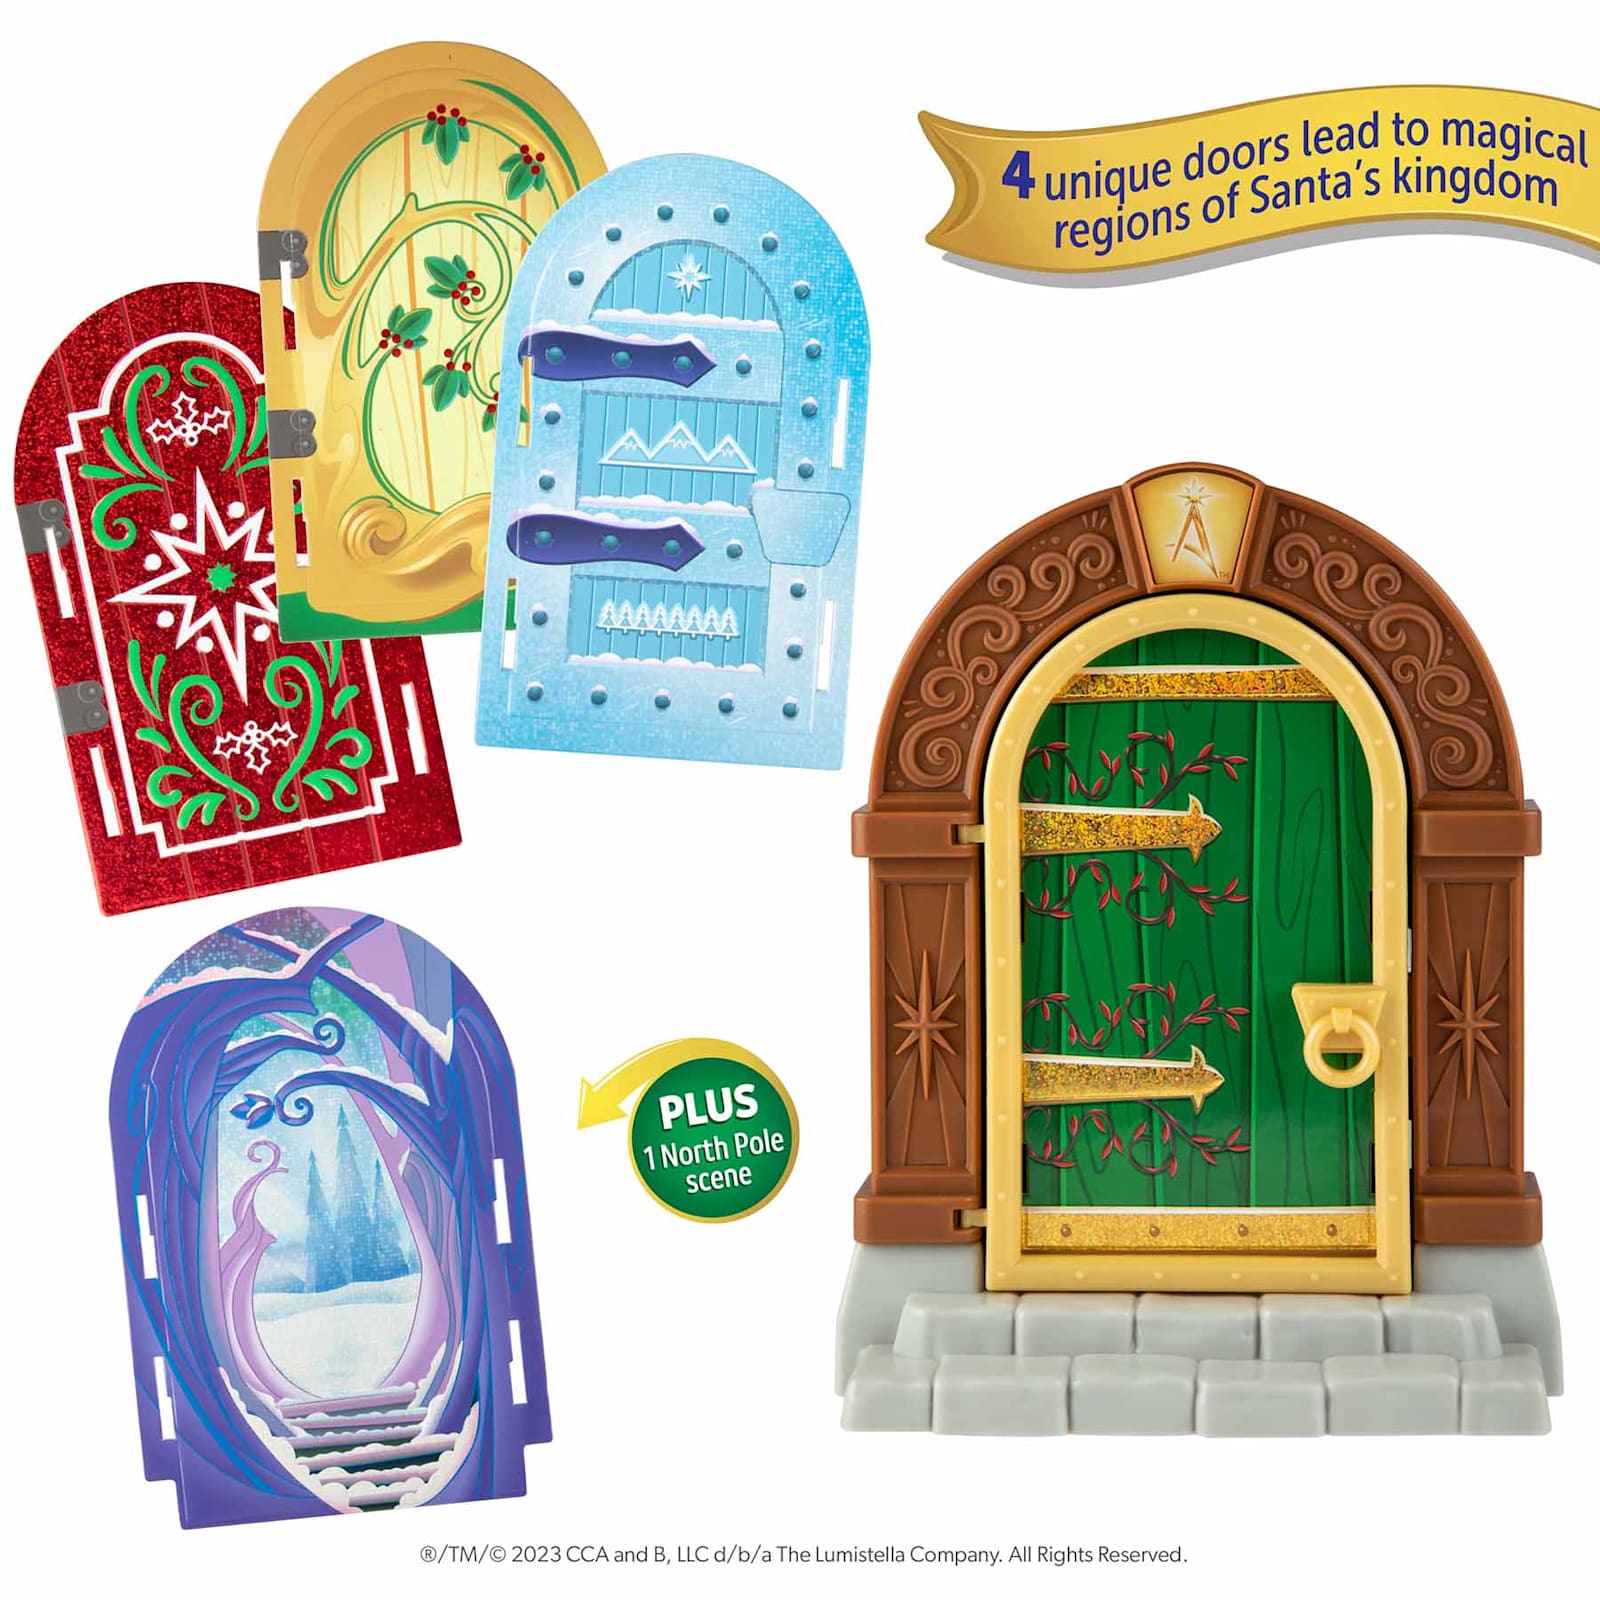 4 unique doors lead to magical
regions of Santa's kingdom
PLUS
1 North Pole
scene
TM
®/TM/© 2023 CCA and B, LLC d/b/a The Lumistella Company. All Rights Reserved.